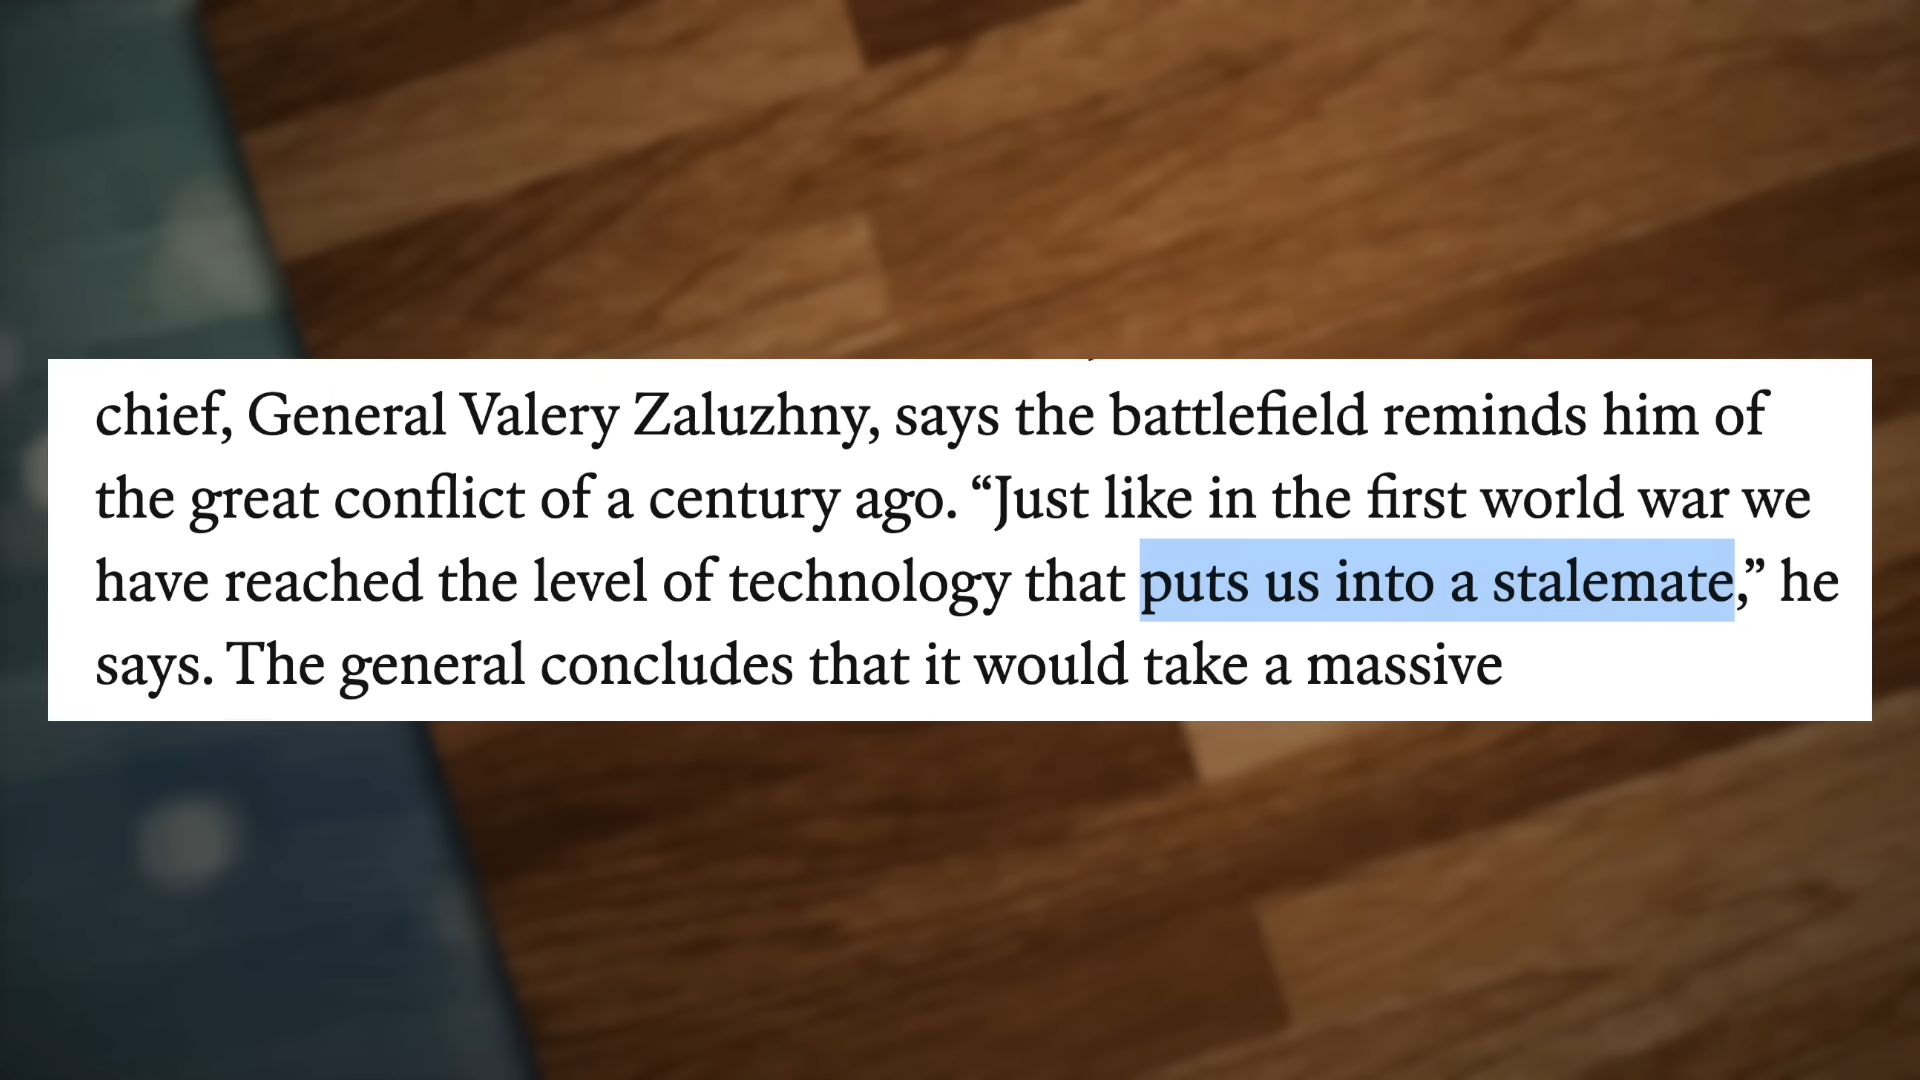 chief, General Valery Zaluzhny, says the battlefield reminds him of
the great conflict of a century ago. “Just like in the first world war we
have reached the level of technology that puts us into a stalemate,” he
says. The general concludes that it would take a massive